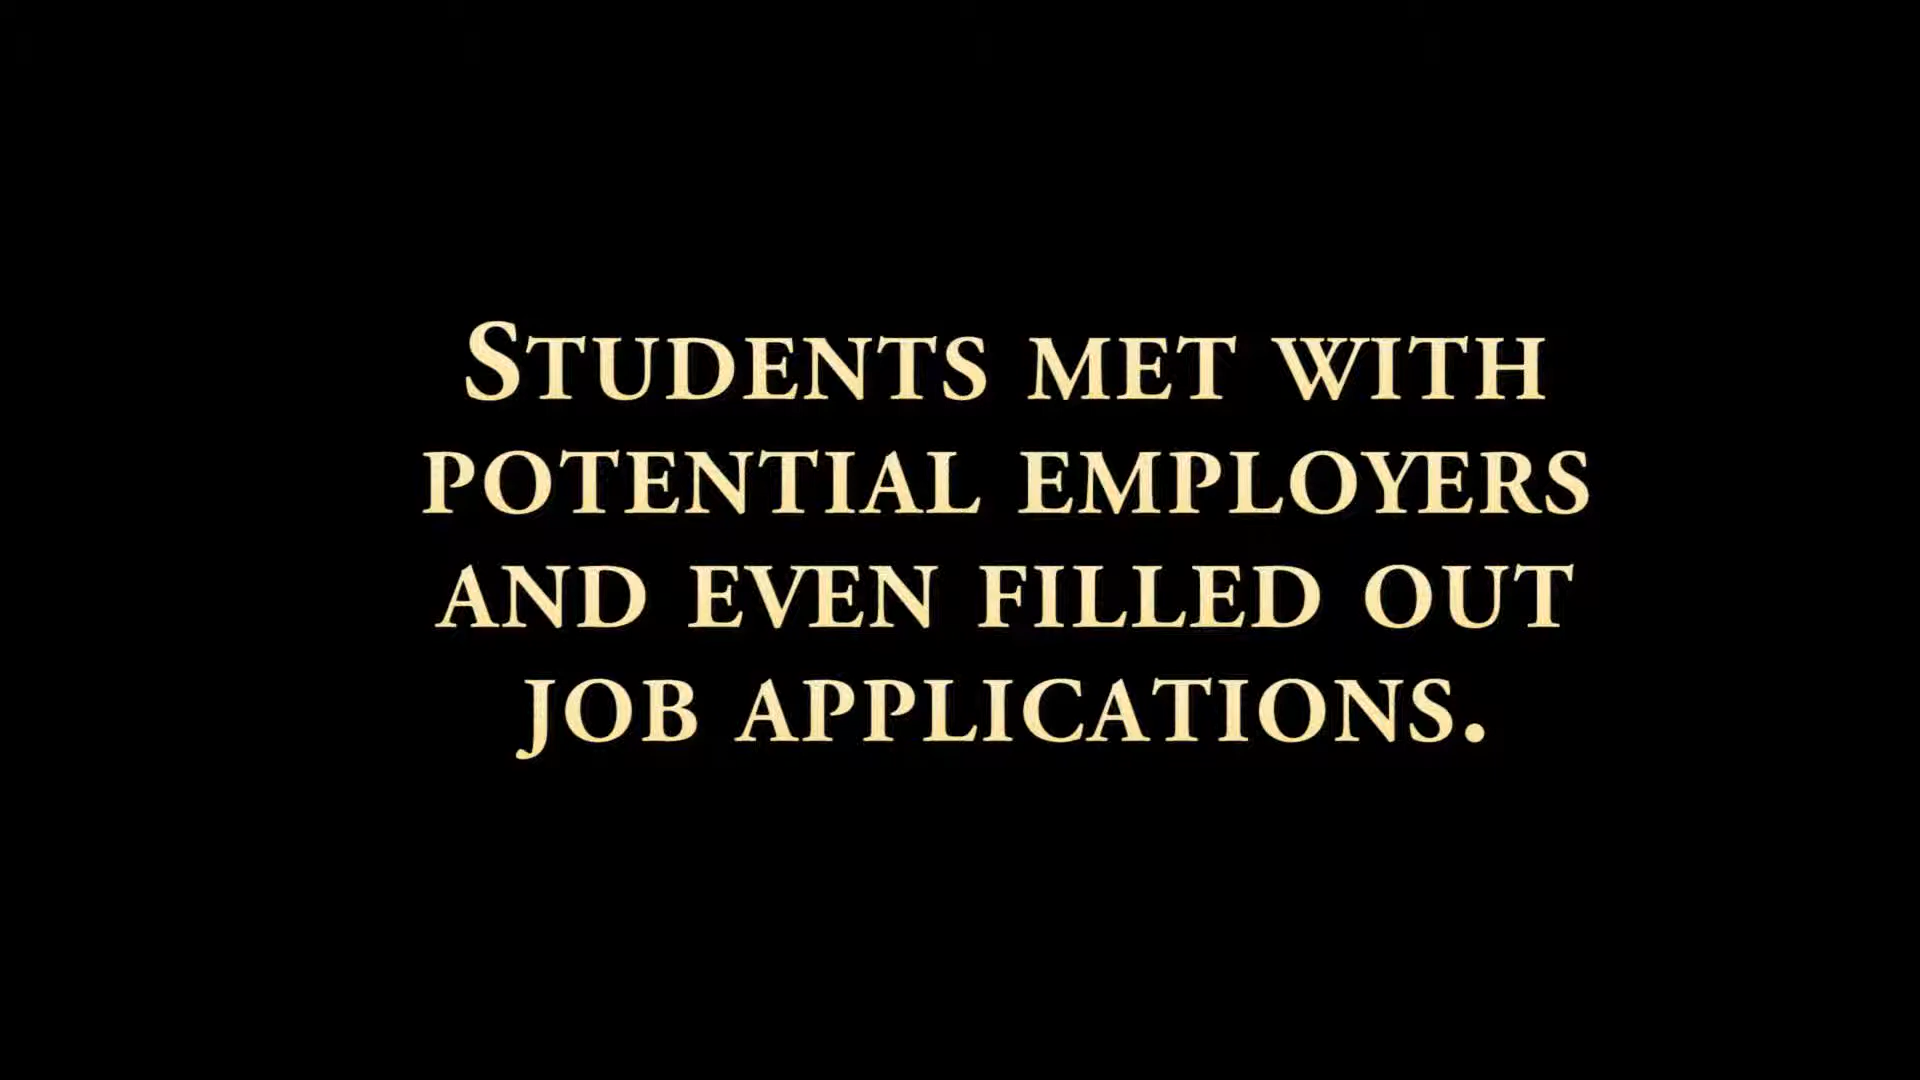 Students met with
potential employers
and even filled out
job applications.